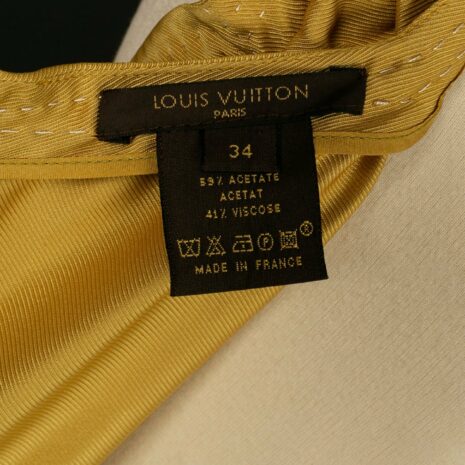 LOUIS VUITTON
PARIS
34
59% ACETATE
ACETAT
41% VISCOSE
P
MADE IN FRANCE